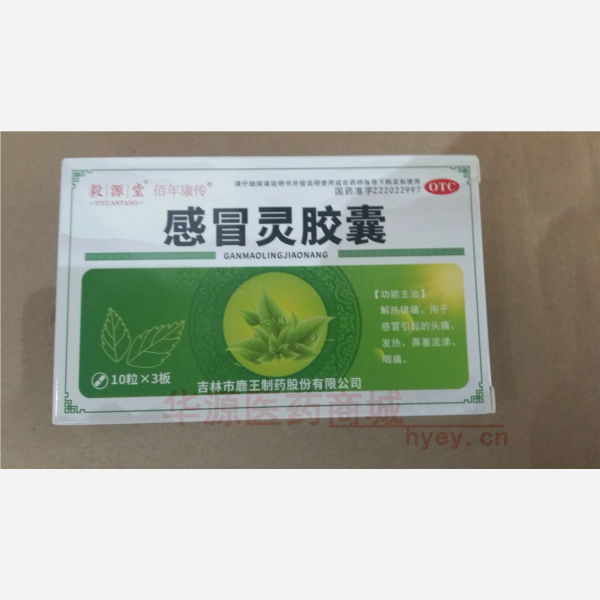 毅源堂®
YIYUANTANG
佰年康传®
请仔细阅读说明书并按说明使用或在药师指导下购买和使用
国药准字Z22022997
OTC
感冒灵胶囊
GANMAOLINGJIAONANG
【功能主治】
解热镇痛。用于
感冒引起的头痛、
发热、鼻塞流涕、
咽痛。
10粒×3板
吉林市鹿王制药股份有限公司
华源医药商城
hyey.cn